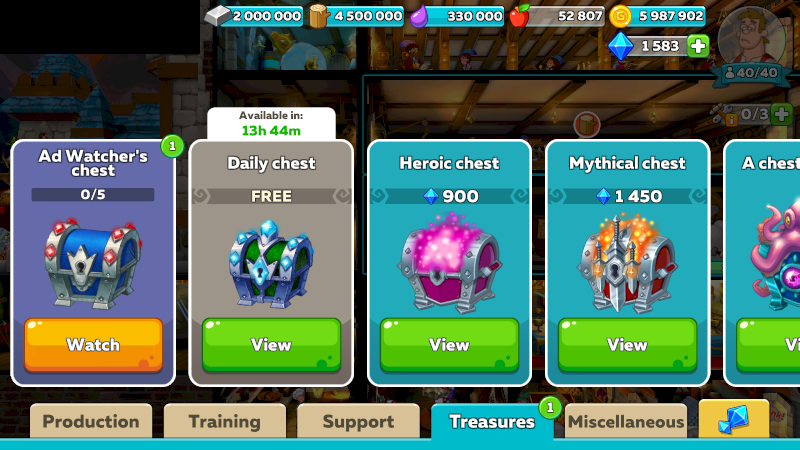 2 000 000
4 500 000
330 000
52 807
5 987 902
1 583
40/40
0/3
Available in:
13h 44m
Ad Watcher's
chest
1
0/5
Watch
Daily chest
FREE
View
Heroic chest
900
View
Mythical chest
1 450
View
A chest
Vi
Production
Training
Support
Treasures
1
Miscellaneous